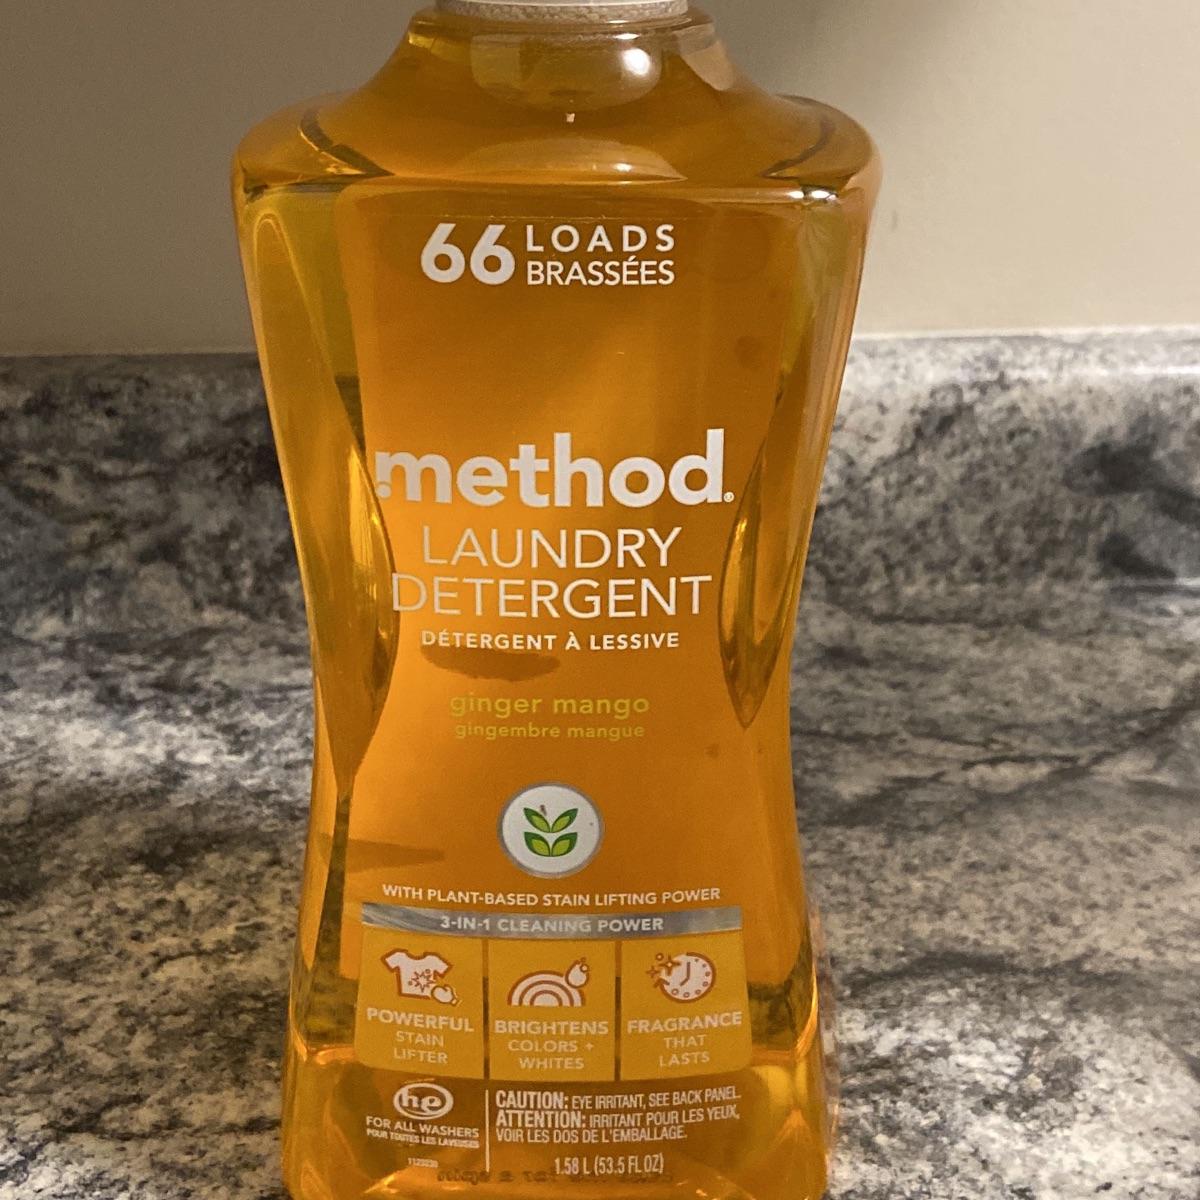 66 LOADS
BRASSÉES
method®
LAUNDRY
DETERGENT
DÉTERGENT À LESSIVE
ginger mango
gingembre mangue
WITH PLANT-BASED STAIN LIFTING POWER
3-IN-1 CLEANING POWER
POWERFUL
STAIN
LIFTER
BRIGHTENS
COLORS +
WHITES
FRAGRANCE
THAT
LASTS
he
FOR ALL WASHERS
POUR TOUTES LES LAVEUSES
CAUTION: EYE IRRITANT, SEE BACK PANEL.
ATTENTION: IRRITANT POUR LES YEUX,
VOIR LES DOS DE L'EMBALLAGE.
1.58 L (53.5 FL OZ)